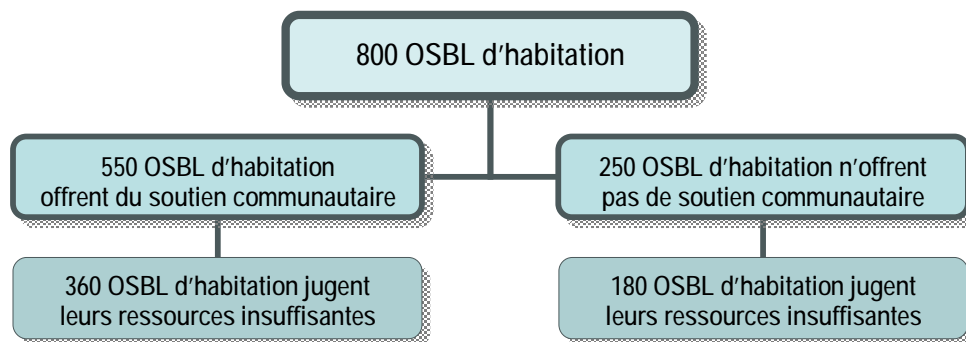 800 OSBL d'habitation
550 OSBL d'habitation
offrent du soutien communautaire
250 OSBL d'habitation n'offrent
pas de soutien communautaire
360 OSBL d'habitation jugent
leurs ressources insuffisantes
180 OSBL d'habitation jugent
leurs ressources insuffisantes